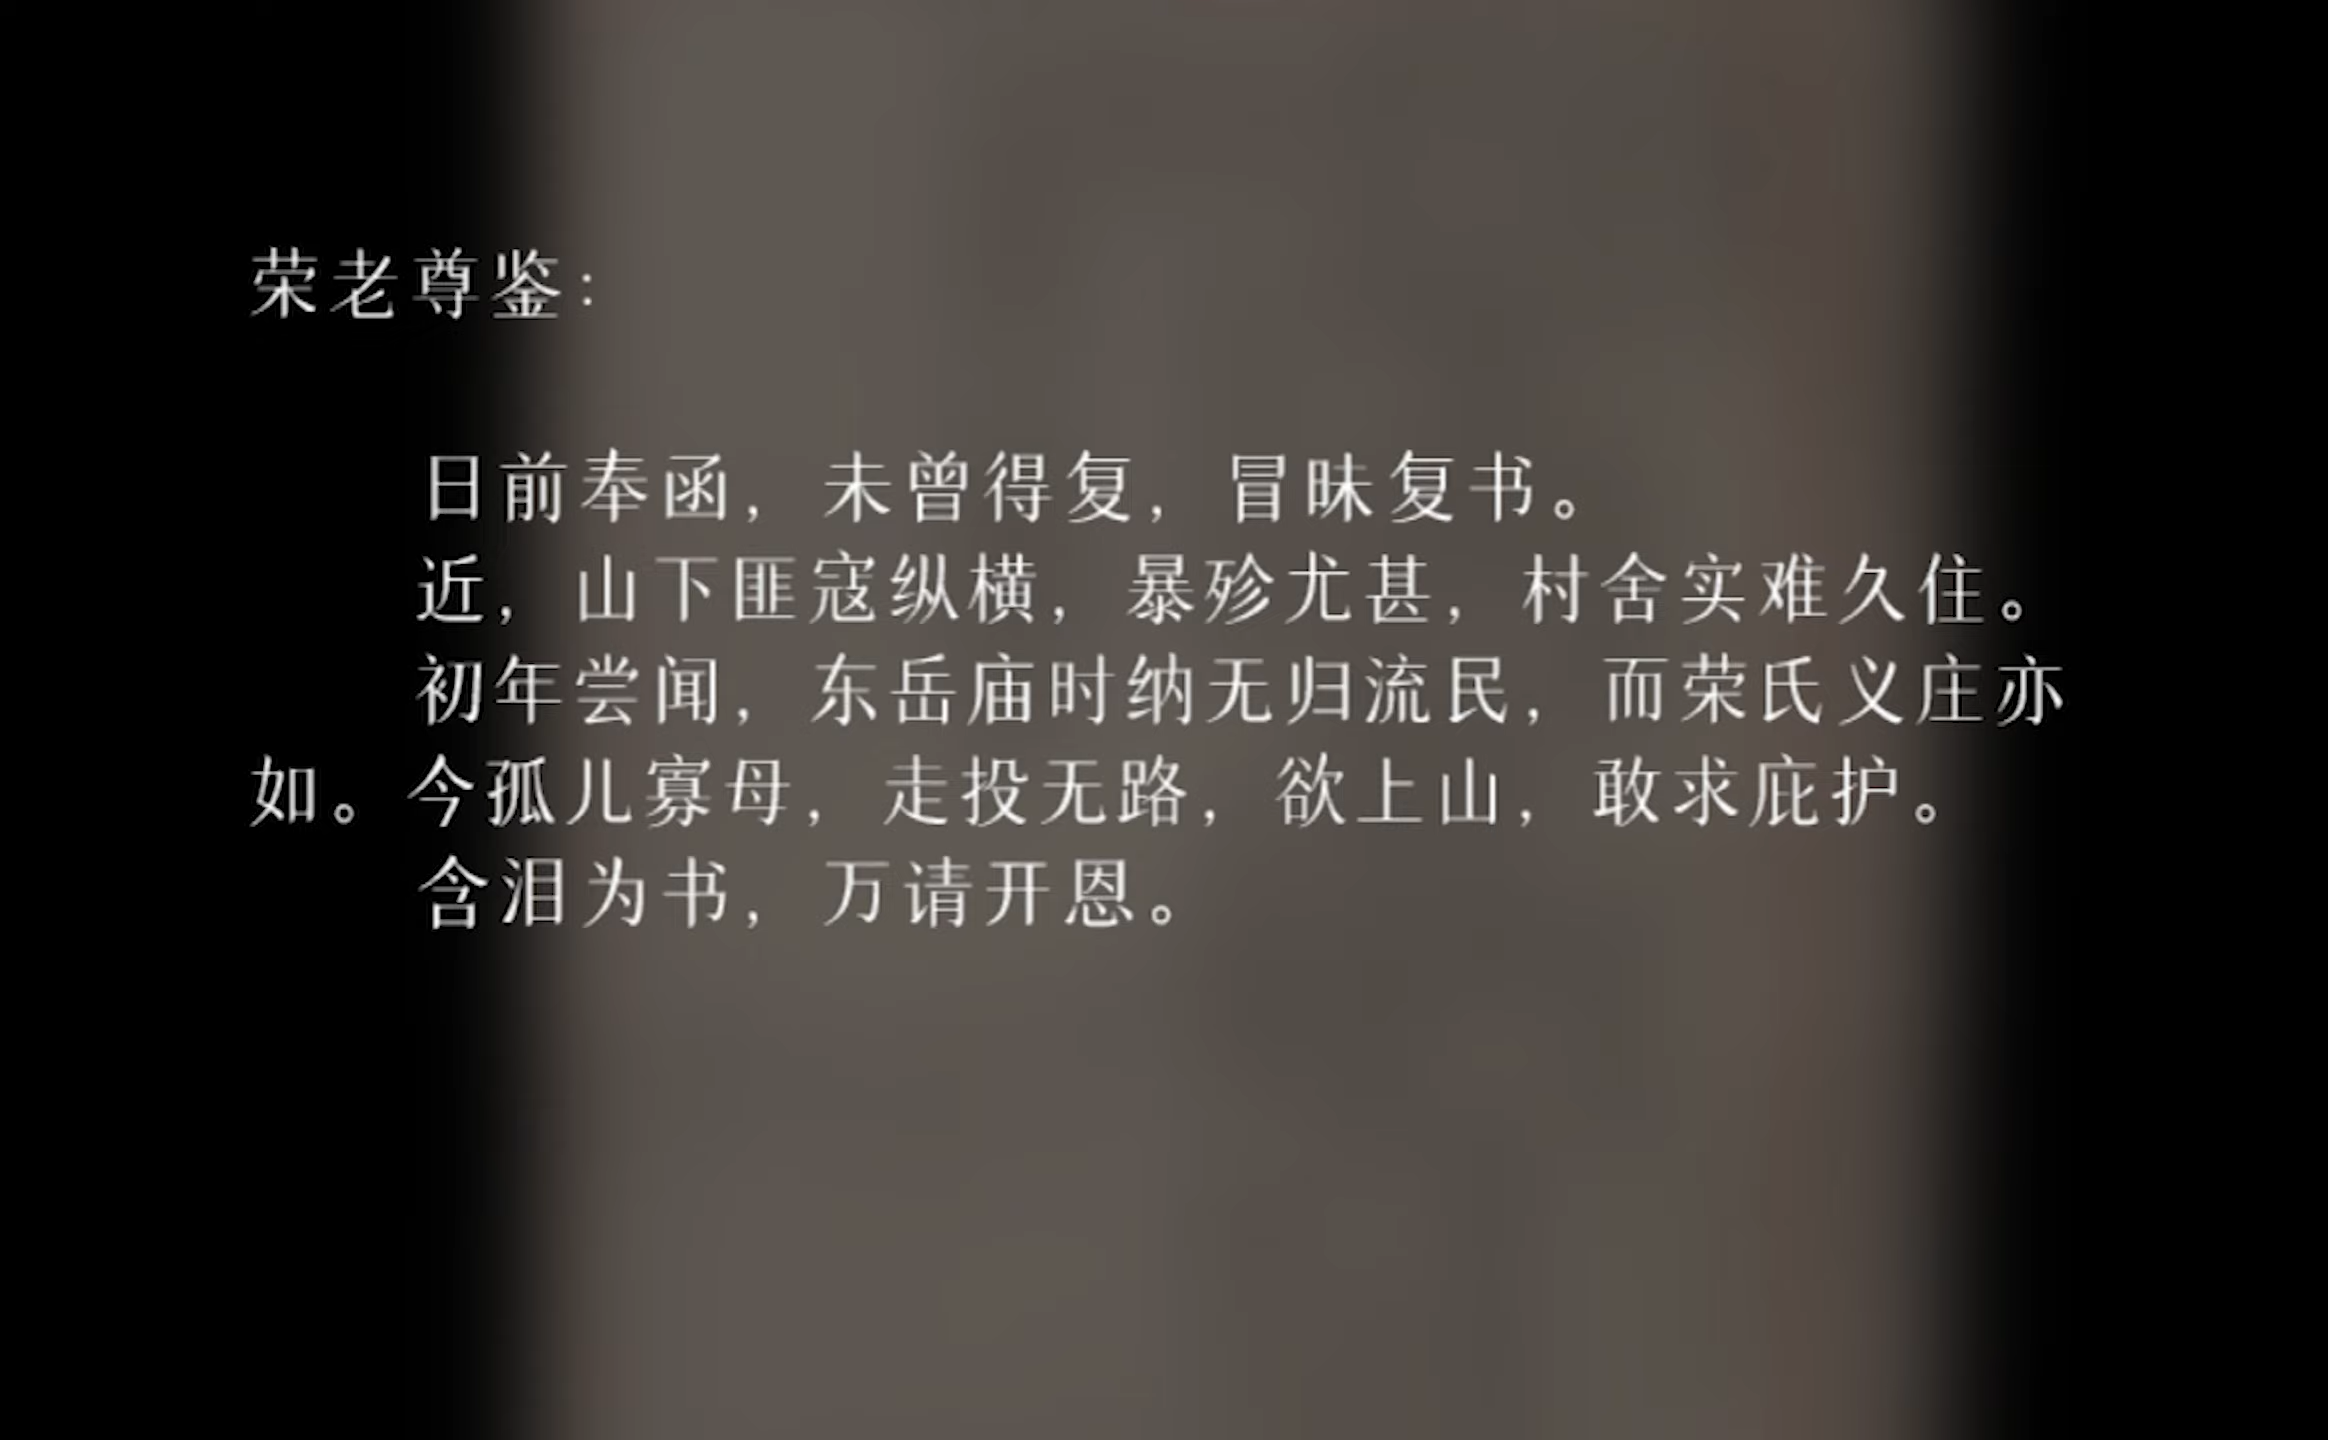 荣老尊鉴：
日前奉函，未曾得复，冒昧复书。
近，山下匪寇纵横，暴殄尤甚，村舍实难久住。
初年尝闻，东岳庙时纳无归流民，而荣氏义庄亦
如。今孤儿寡母，走投无路，欲上山，敢求庇护。
含泪为书，万请开恩。